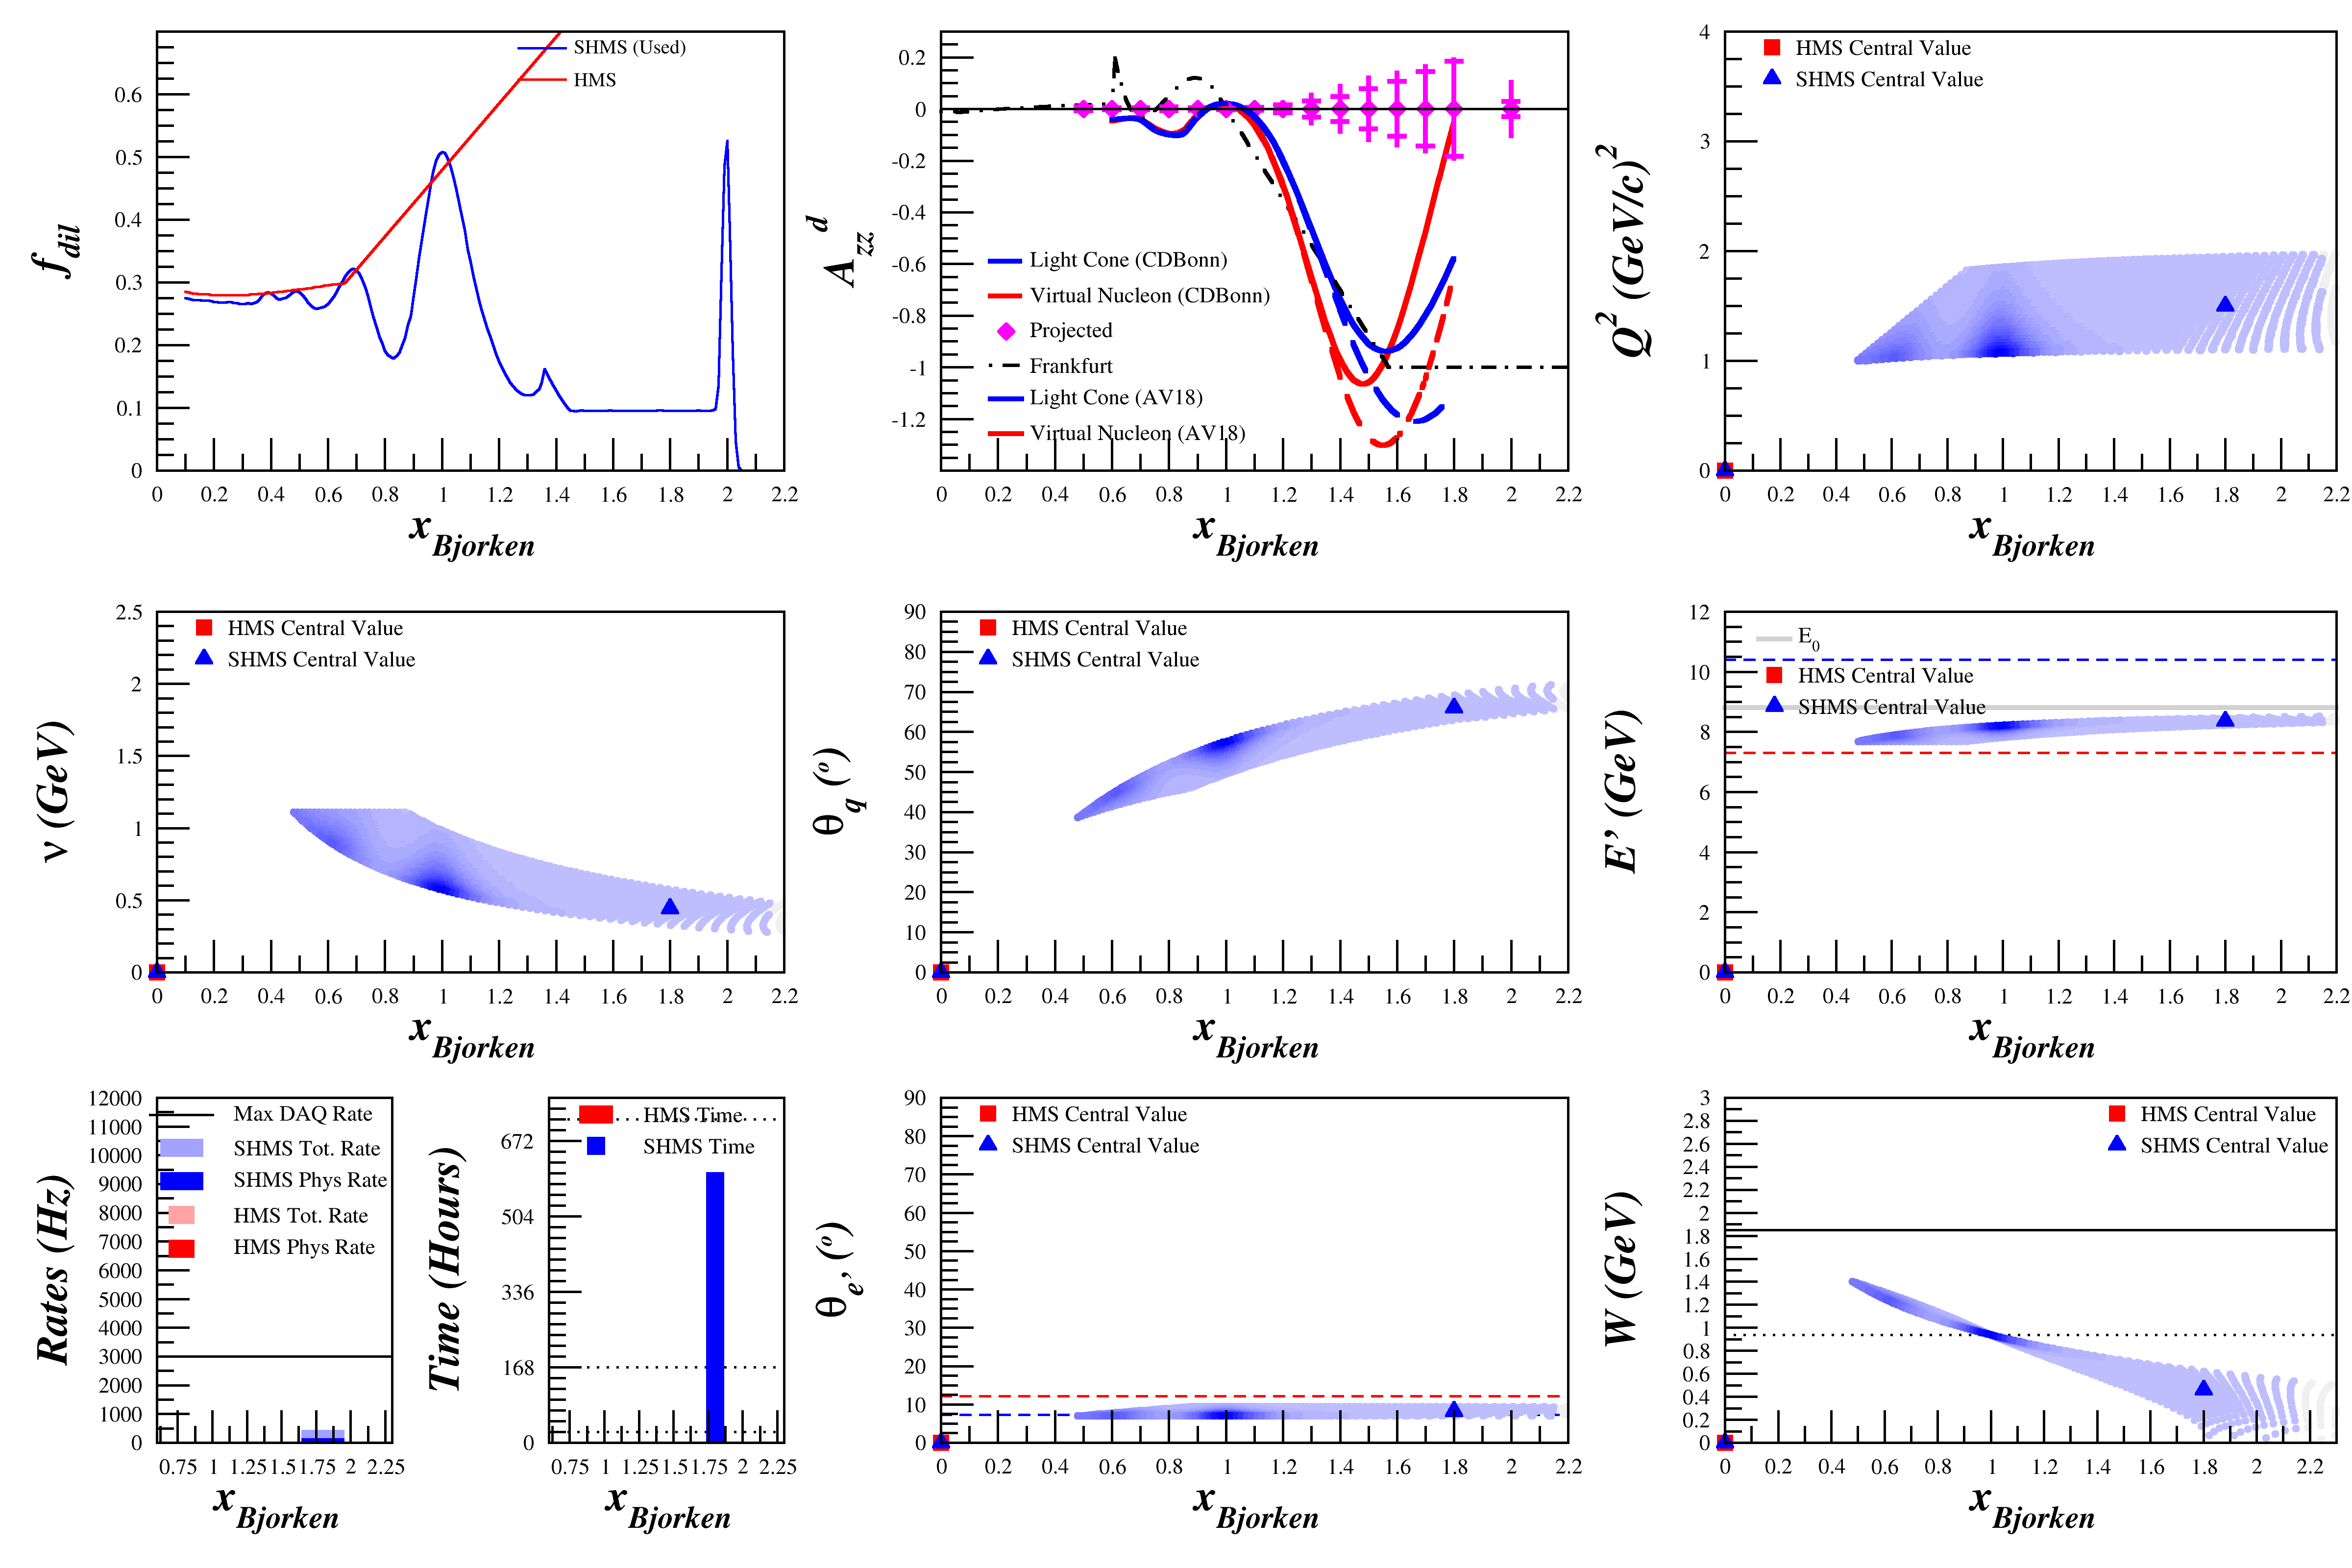 SHMS (Used)
HMS
f_dil
0.6
0.5
0.4
0.3
0.2
0.1
0
0 0.2 0.4 0.6 0.8 1 1.2 1.4 1.6 1.8 2 2.2
x_Bjorken
A_zz^d
0.2
0
-0.2
-0.4
-0.6
-0.8
-1
-1.2
Light Cone (CDBonn)
Virtual Nucleon (CDBonn)
Projected
Frankfurt
Light Cone (AV18)
Virtual Nucleon (AV18)
0 0.2 0.4 0.6 0.8 1 1.2 1.4 1.6 1.8 2 2.2
x_Bjorken
Q^2 (GeV/c)^2
4
3
2
1
0
HMS Central Value
SHMS Central Value
0 0.2 0.4 0.6 0.8 1 1.2 1.4 1.6 1.8 2 2.2
x_Bjorken
ν (GeV)
2.5
2
1.5
1
0.5
0
HMS Central Value
SHMS Central Value
0 0.2 0.4 0.6 0.8 1 1.2 1.4 1.6 1.8 2 2.2
x_Bjorken
θ_q (°)
90
80
70
60
50
40
30
20
10
0
HMS Central Value
SHMS Central Value
0 0.2 0.4 0.6 0.8 1 1.2 1.4 1.6 1.8 2 2.2
x_Bjorken
E’ (GeV)
12
10
8
6
4
2
0
E_0
HMS Central Value
SHMS Central Value
0 0.2 0.4 0.6 0.8 1 1.2 1.4 1.6 1.8 2 2.2
x_Bjorken
Rates (Hz)
12000
11000
10000
9000
8000
7000
6000
5000
4000
3000
2000
1000
0
Max DAQ Rate
SHMS Tot. Rate
SHMS Phys Rate
HMS Tot. Rate
HMS Phys Rate
0.75 1 1.25 1.5 1.75 2 2.25
x_Bjorken
Time (Hours)
672
504
336
168
0
HMS Time
SHMS Time
0.75 1 1.25 1.5 1.75 2 2.25
x_Bjorken
θ_e’ (°)
90
80
70
60
50
40
30
20
10
0
HMS Central Value
SHMS Central Value
0 0.2 0.4 0.6 0.8 1 1.2 1.4 1.6 1.8 2 2.2
x_Bjorken
W (GeV)
3
2.8
2.6
2.4
2.2
2
1.8
1.6
1.4
1.2
1
0.8
0.6
0.4
0.2
0
HMS Central Value
SHMS Central Value
0 0.2 0.4 0.6 0.8 1 1.2 1.4 1.6 1.8 2 2.2
x_Bjorken